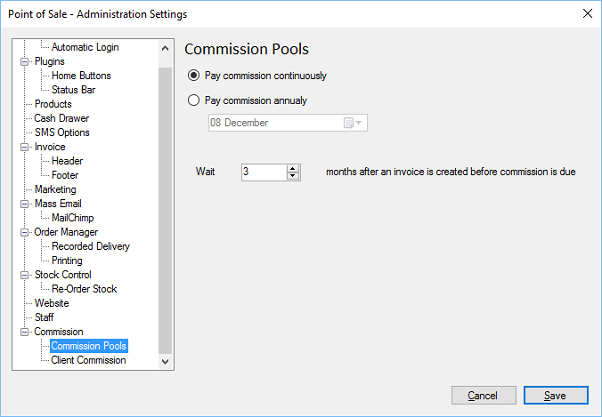 Point of Sale - Administration Settings
Automatic Login
Plugins
Home Buttons
Status Bar
Products
Cash Drawer
SMS Options
Invoice
Header
Footer
Marketing
Mass Email
MailChimp
Order Manager
Recorded Delivery
Printing
Stock Control
Re-Order Stock
Website
Staff
Commission
Commission Pools
Client Commission
Commission Pools
Pay commission continuously
Pay commission annualy
08 December
Wait 3 months after an invoice is created before commission is due
Cancel Save